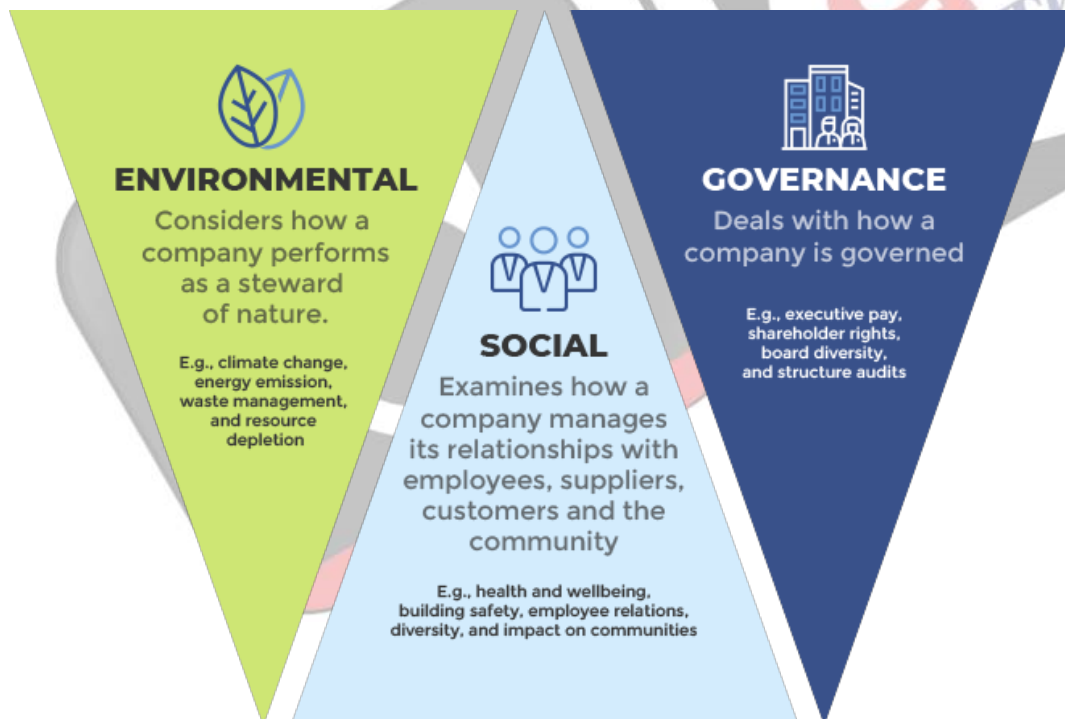 ENVIRONMENTAL
Considers how a
company performs
as a steward
of nature.
E.g., climate change,
energy emission,
waste management,
and resource
depletion
SOCIAL
Examines how a
company manages
its relationships with
employees, suppliers,
customers and the
community
E.g., health and wellbeing,
building safety, employee relations,
diversity, and impact on communities
GOVERNANCE
Deals with how a
company is governed
E.g., executive pay,
shareholder rights,
board diversity,
and structure audits